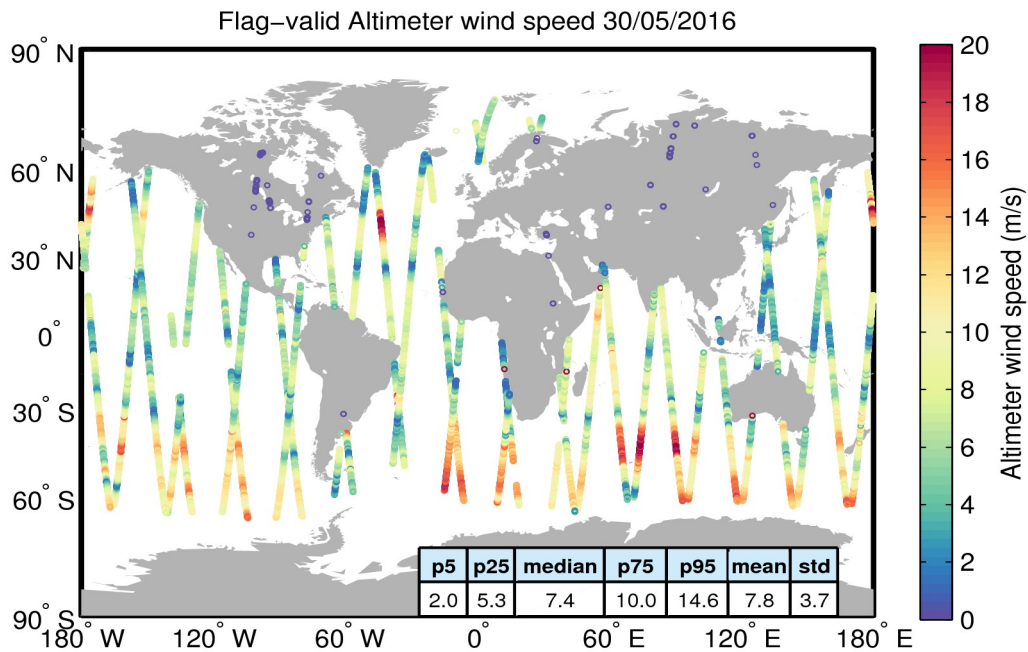 Flag-valid Altimeter wind speed 30/05/2016
90° N
60° N
30° N
0°
30° S
60° S
90° S
180° W
120° W
60° W
0°
60° E
120° E
180° E
p5 p25 median p75 p95 mean std
2.0 5.3 7.4 10.0 14.6 7.8 3.7
20
18
16
14
12
10
8
6
4
2
0
Altimeter wind speed (m/s)